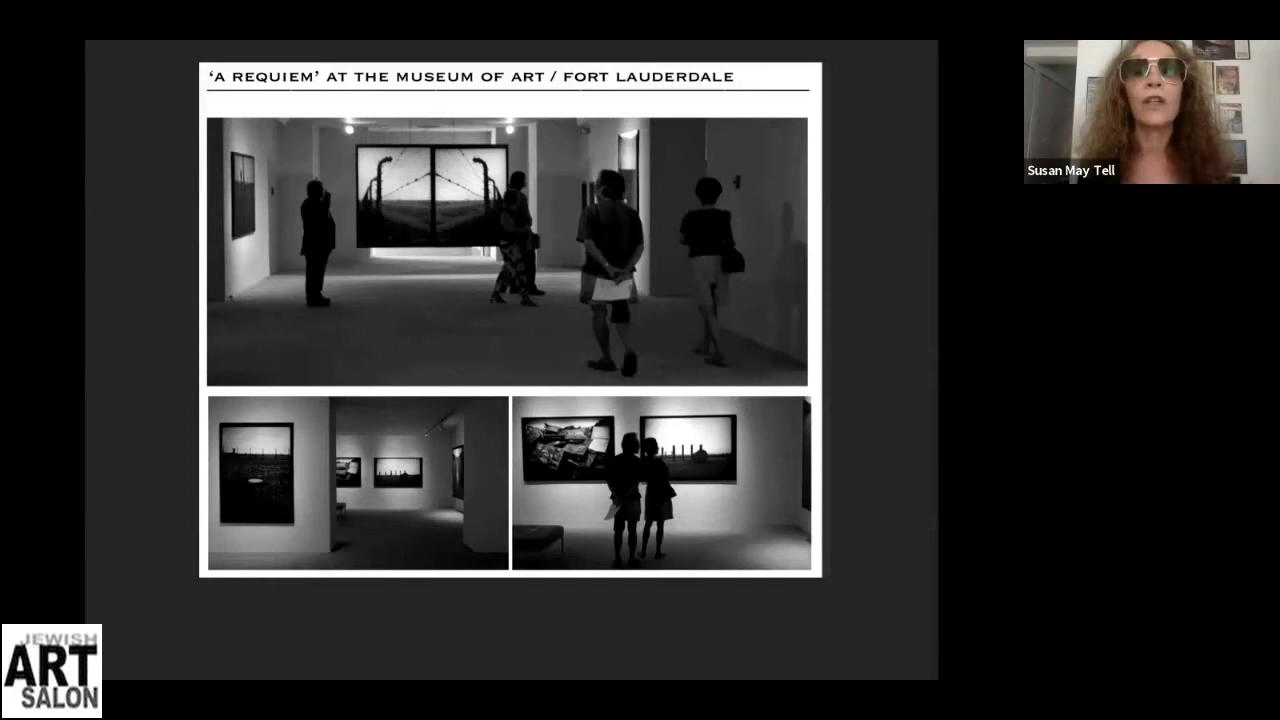 ‘A REQUIEM’ AT THE MUSEUM OF ART / FORT LAUDERDALE
Susan May Tell
JEWISH
ART
SALON